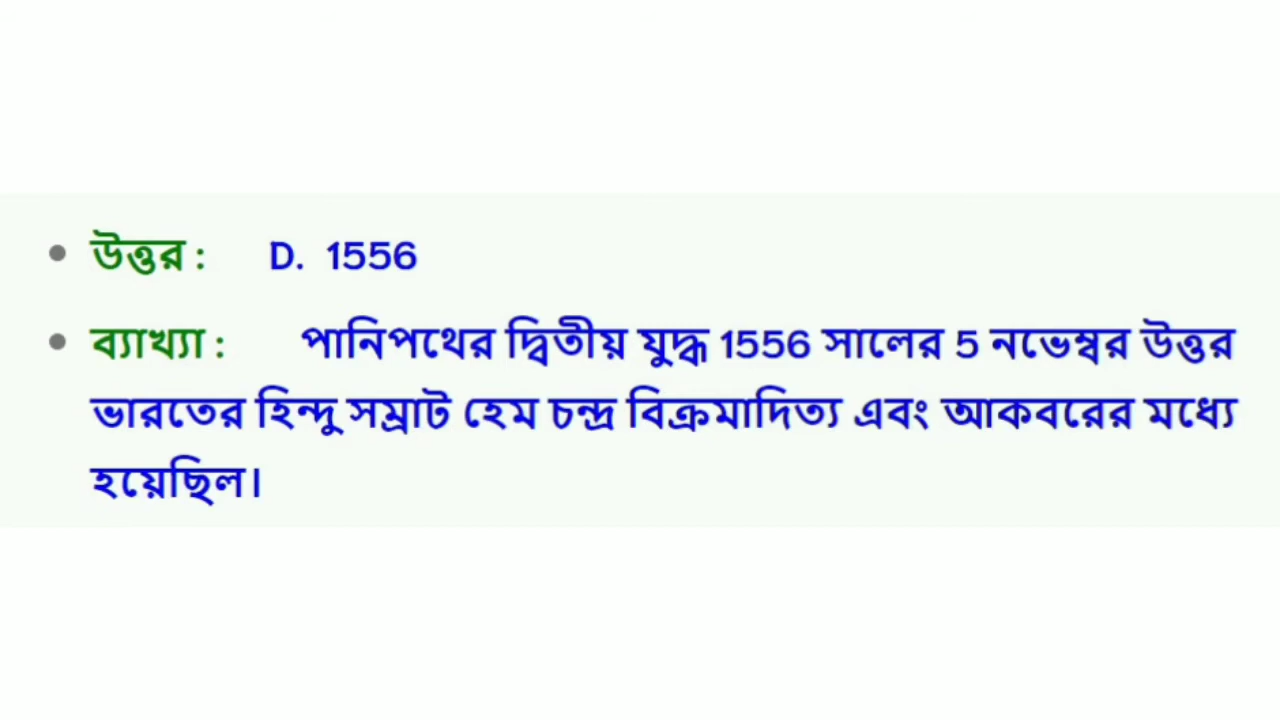 • উত্তর : D. 1556
• ব্যাখ্যা : পানিপথের দ্বিতীয় যুদ্ধ 1556 সালের 5 নভেম্বর উত্তর
ভারতের হিন্দু সম্রাট হেম চন্দ্র বিক্রমাদিত্য এবং আকবরের মধ্যে
হয়েছিল।